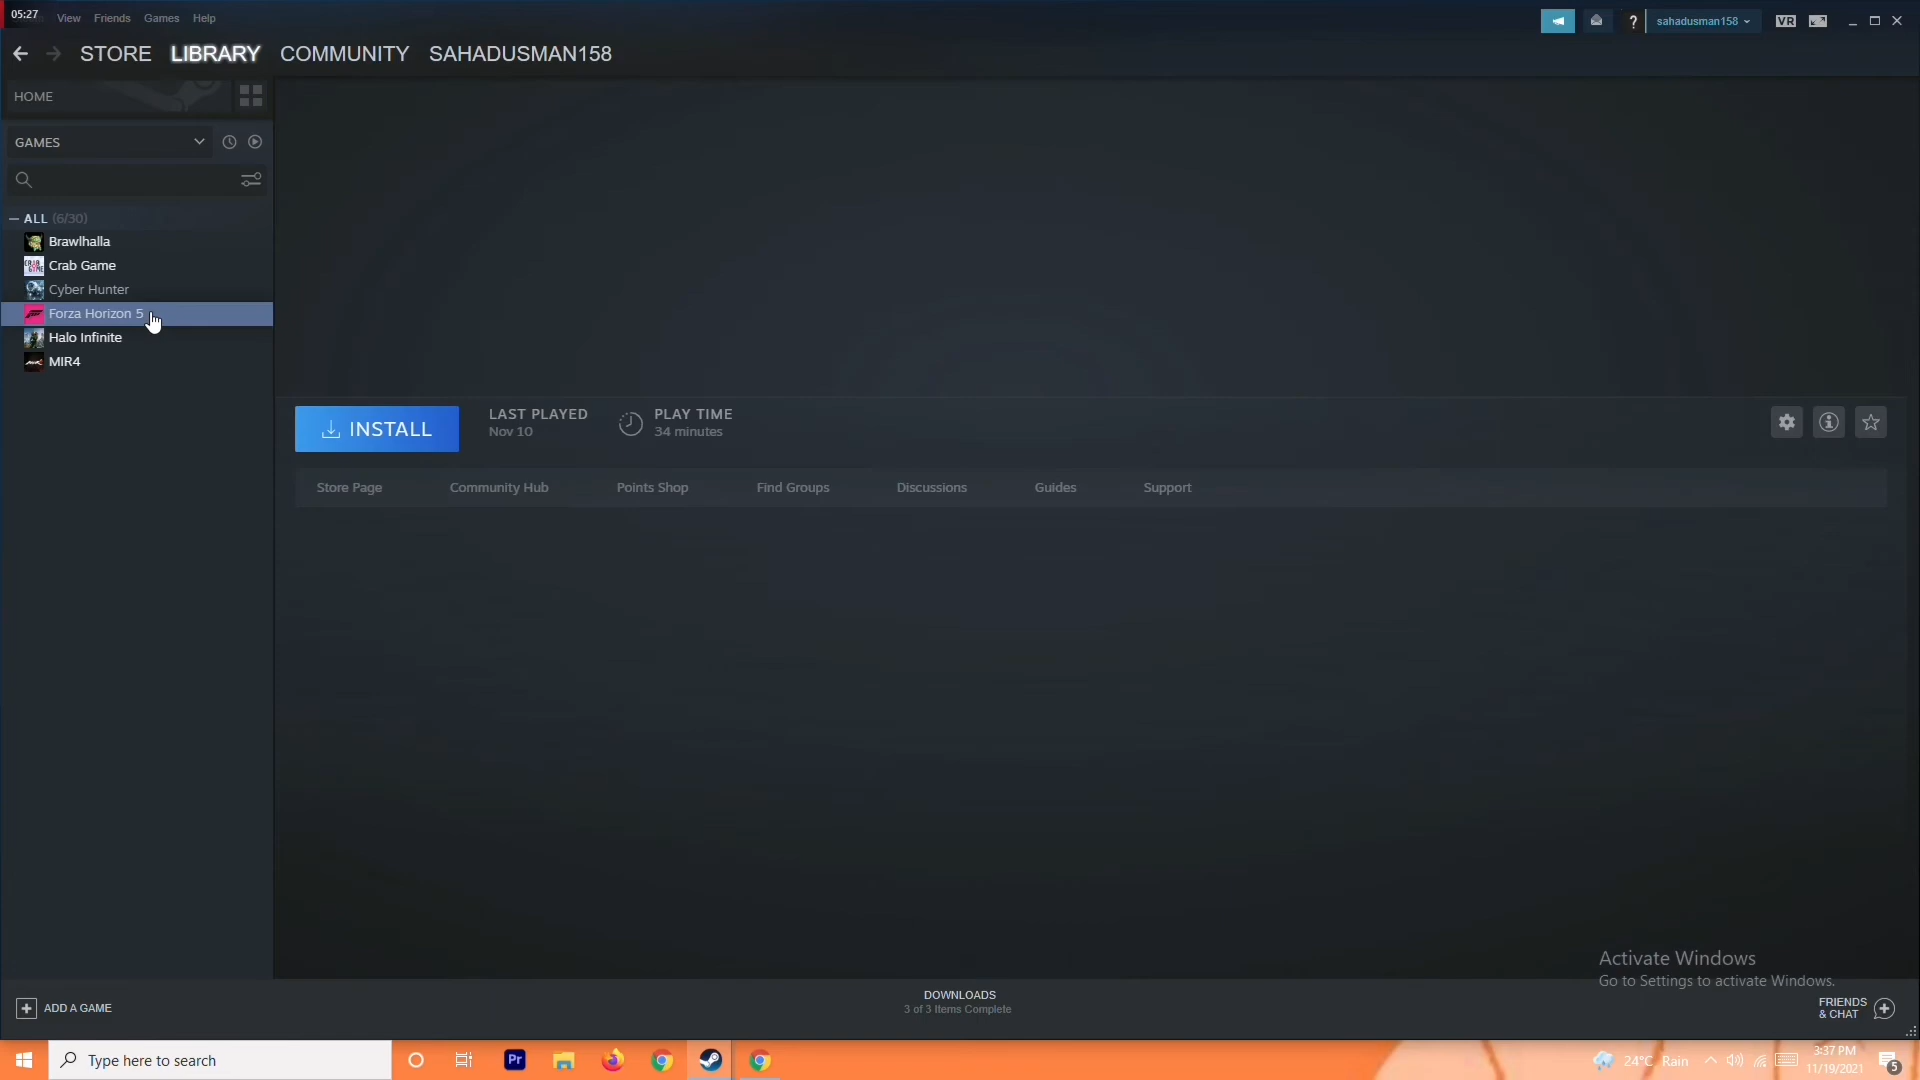 05:27
View Friends Games Help
sahadusman158
VR
STORE LIBRARY COMMUNITY SAHADUSMAN158
HOME
GAMES
ALL (6/30)
Brawlhalla
Crab Game
Cyber Hunter
Forza Horizon 5
Halo Infinite
MIR4
INSTALL
LAST PLAYED
Nov 10
PLAY TIME
34 minutes
Store Page Community Hub Points Shop Find Groups Discussions Guides Support
Activate Windows
Go to Settings to activate Windows.
ADD A GAME
DOWNLOADS
3 of 3 Items Complete
FRIENDS
& CHAT
Type here to search
Pr
24°C Rain
3:37 PM
11/19/2021
5